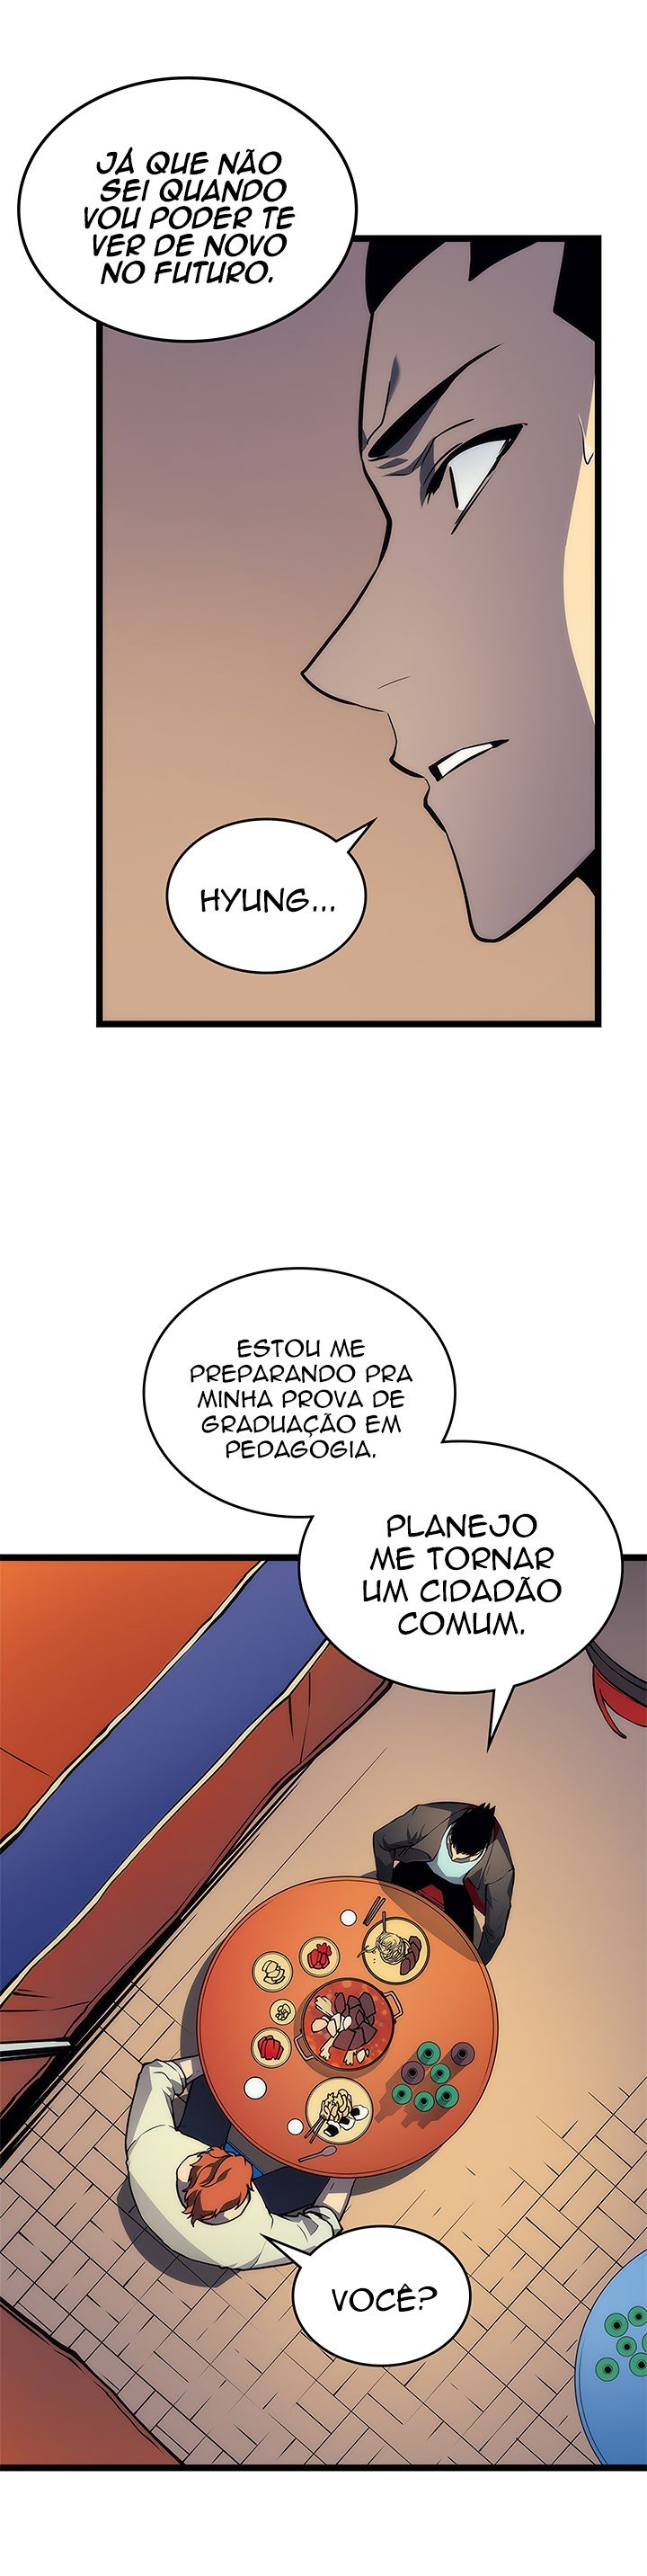 JÁ QUE NÃO
SEI QUANDO
VOU PODER TE
VER DE NOVO
NO FUTURO.
HYUNG...
ESTOU ME
PREPARANDO PRA
MINHA PROVA DE
GRADUAÇÃO EM
PEDAGOGIA.
PLANEJO
ME TORNAR
UM CIDADÃO
COMUM.
VOCÊ?